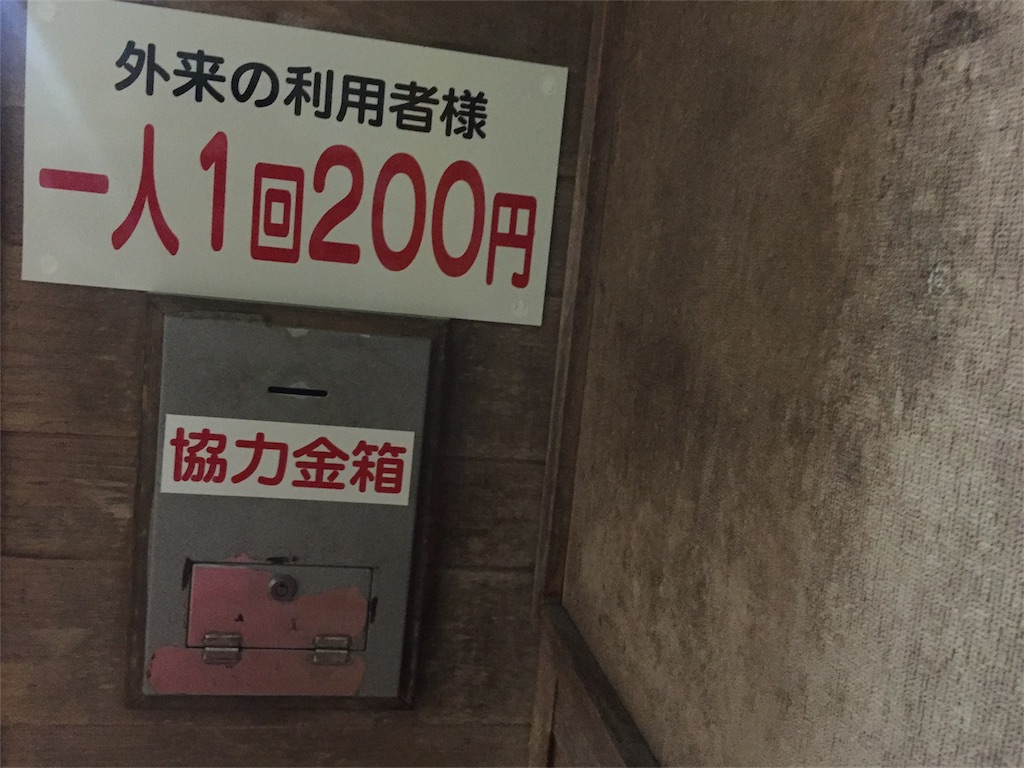 外来の利用者様
一人1回200円
協力金箱